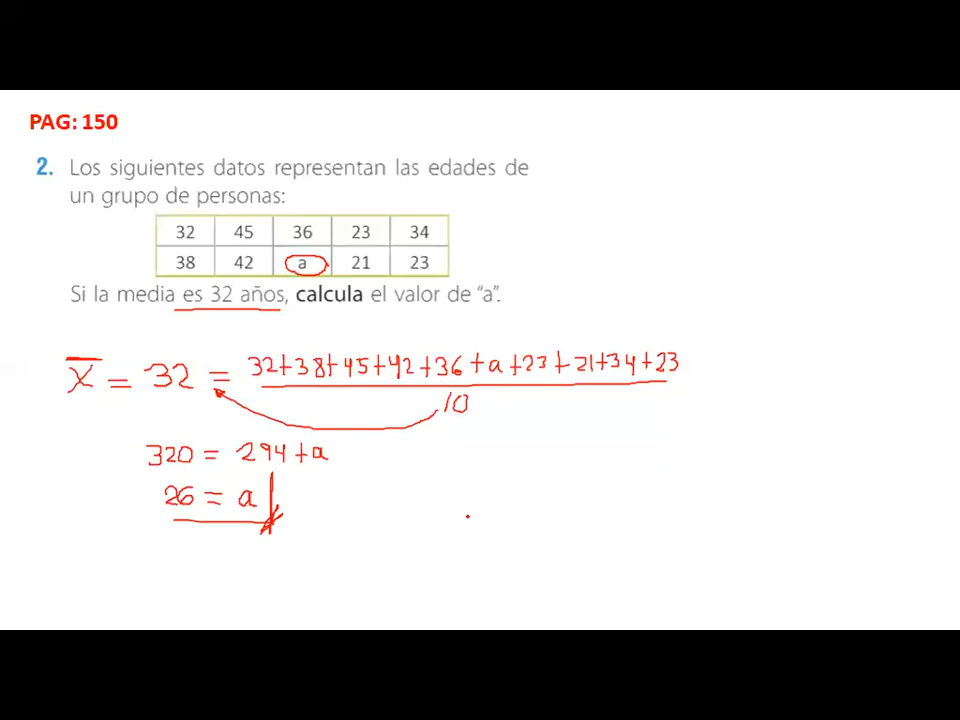 PAG: 150
2. Los siguientes datos representan las edades de
un grupo de personas:
32 45 36 23 34
38 42 a 21 23
Si la media es 32 años, calcula el valor de “a”.
X̅ = 32 = 32+38+45+42+36+a+23+21+34+23
10
320 = 294+a
26 = a